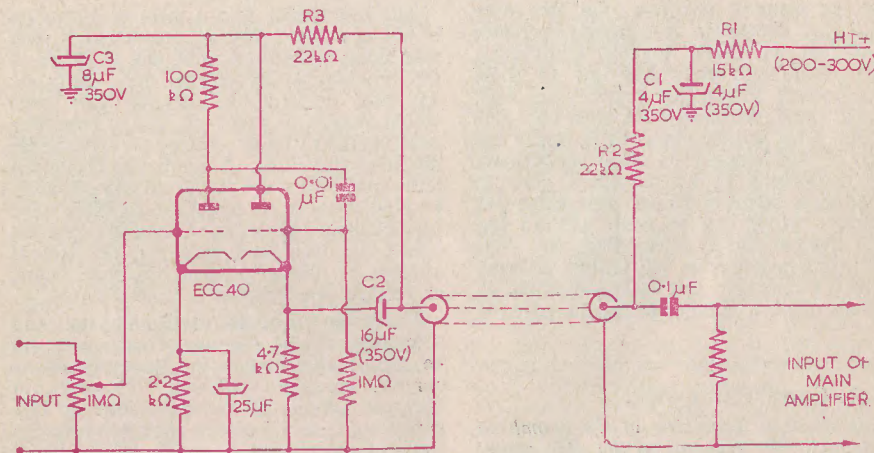 C3
8µF
350V
100
kΩ
R3
22kΩ
0·01
µF
ECC40
INPUT
1MΩ
2·2
kΩ
25µF
4·7
kΩ
C2
16µF
(350V)
1MΩ
R1
15kΩ
HT+
(200-300V)
C1
4µF
350V
4µF
(350V)
R2
22kΩ
0·1µF
INPUT OF
MAIN
AMPLIFIER